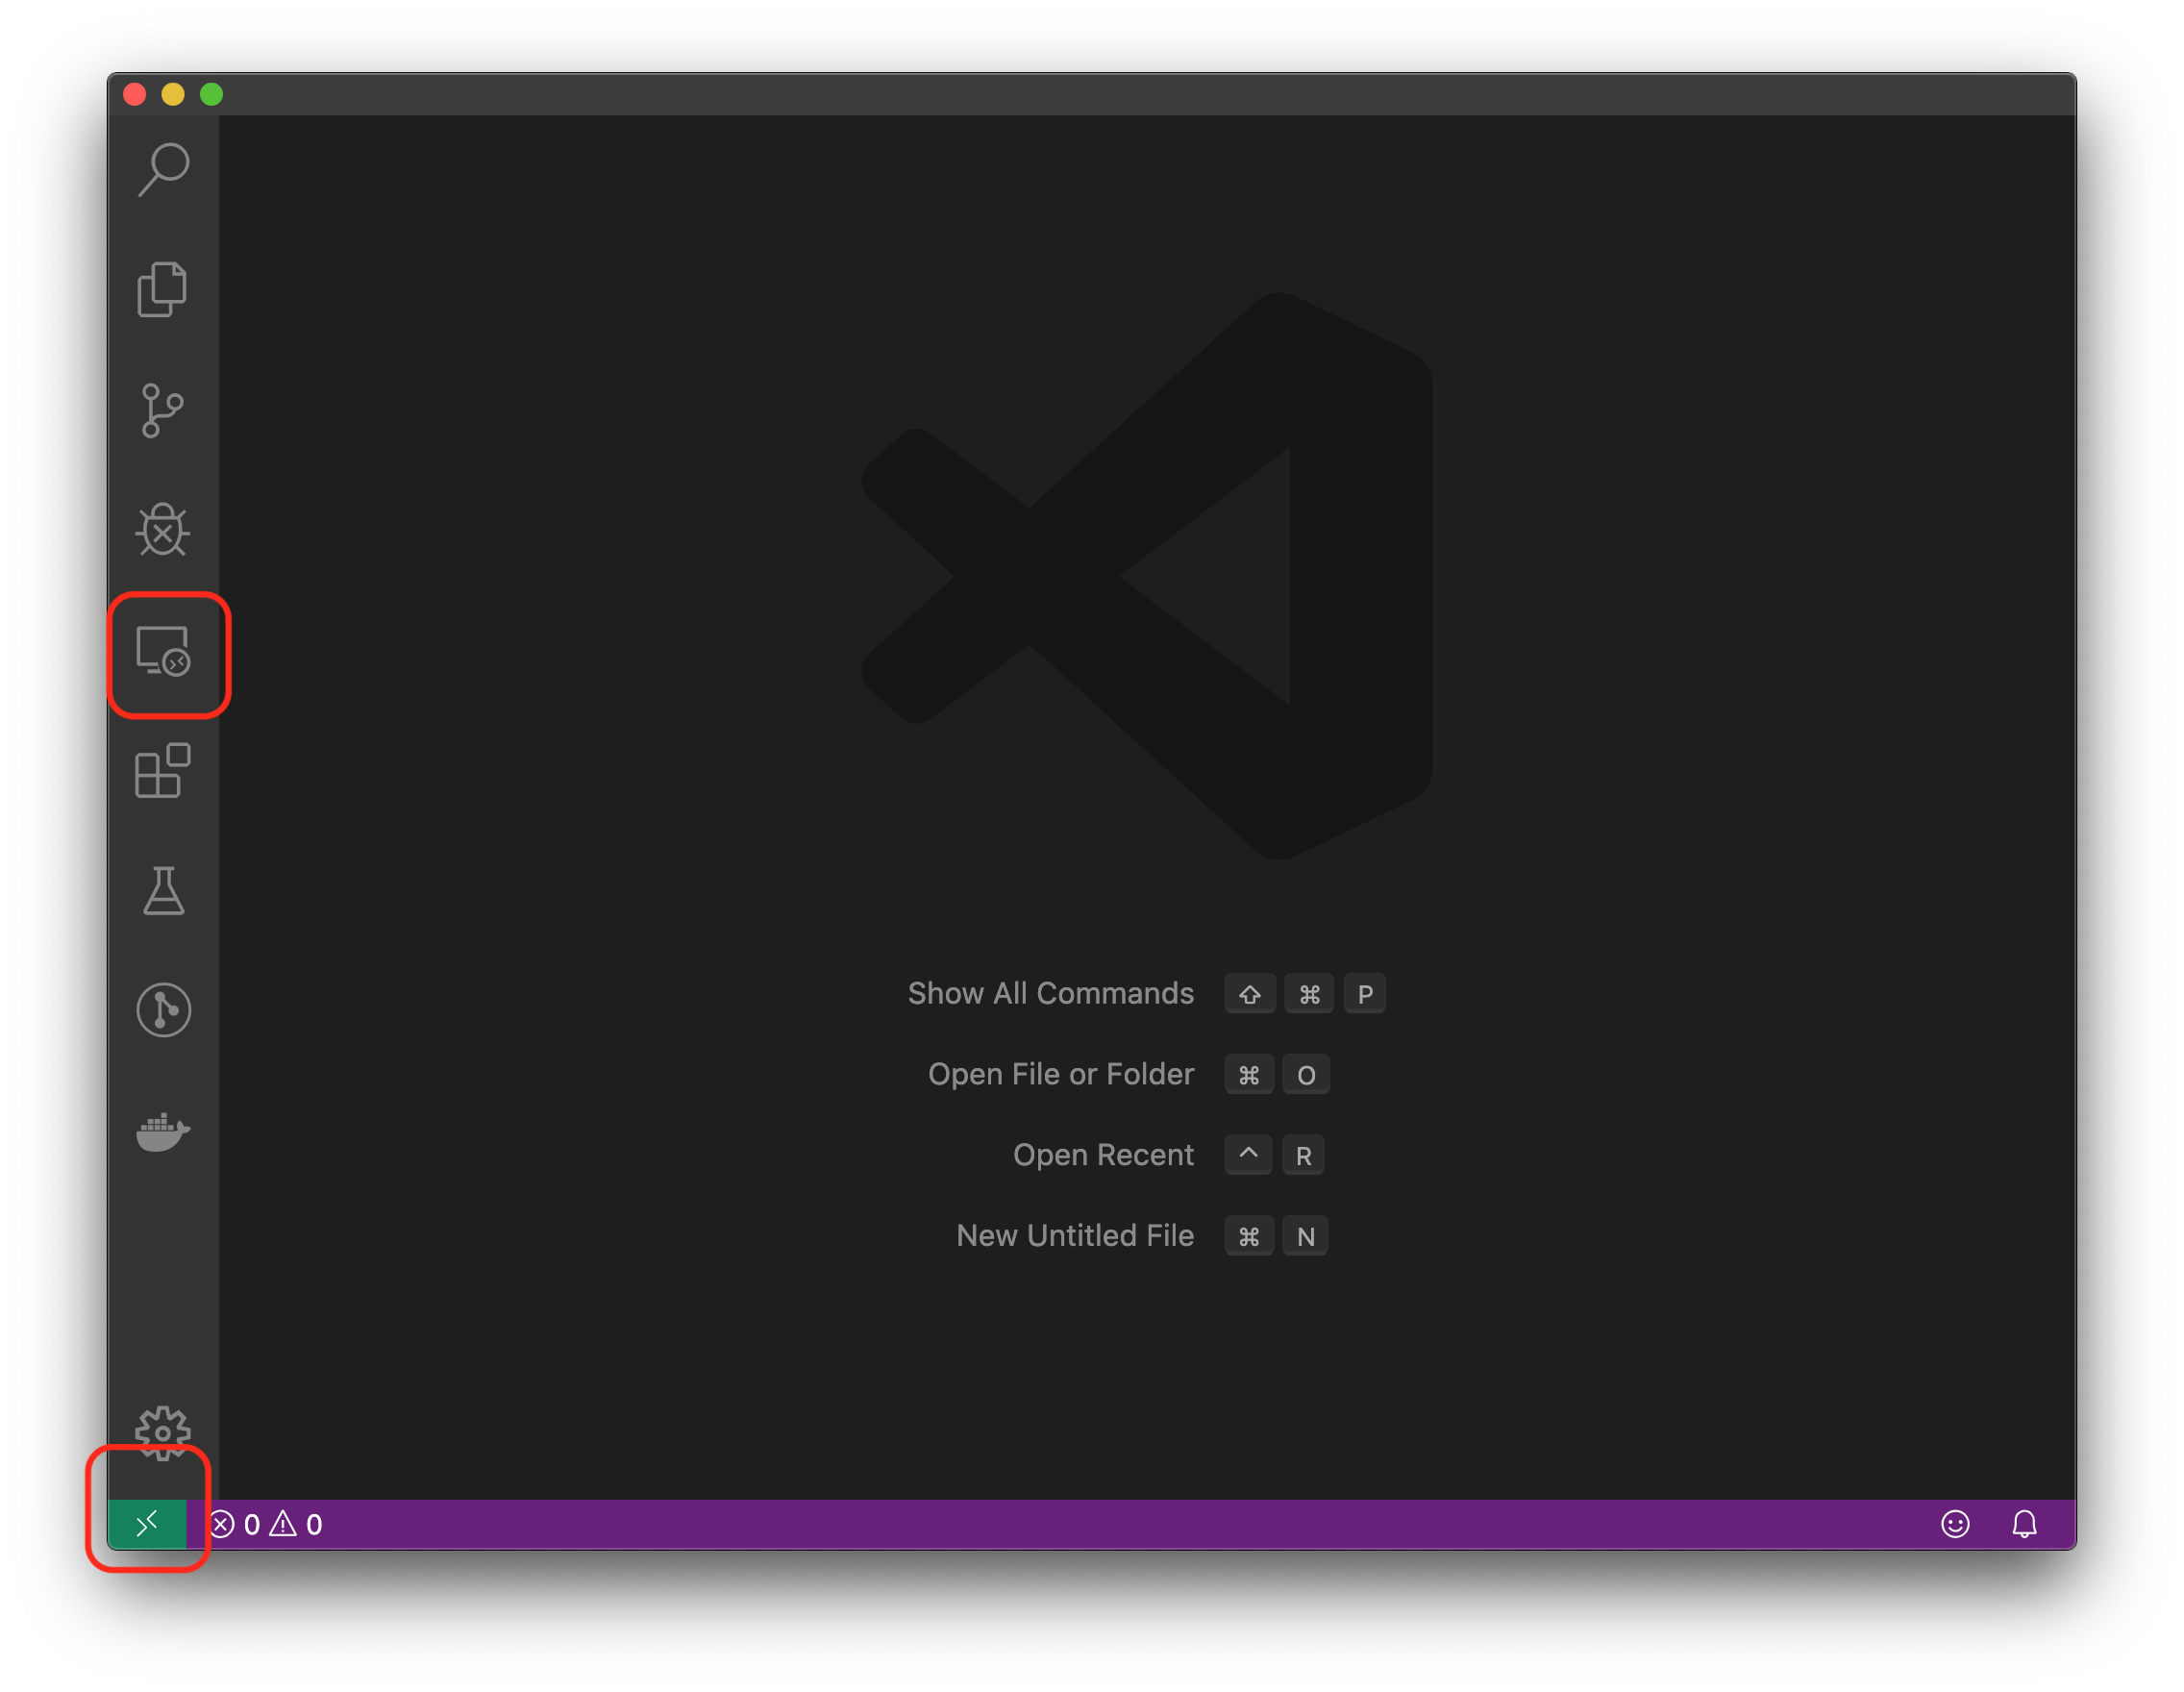 Show All Commands ⇧ ⌘ P
Open File or Folder ⌘ O
Open Recent ^ R
New Untitled File ⌘ N
0 0